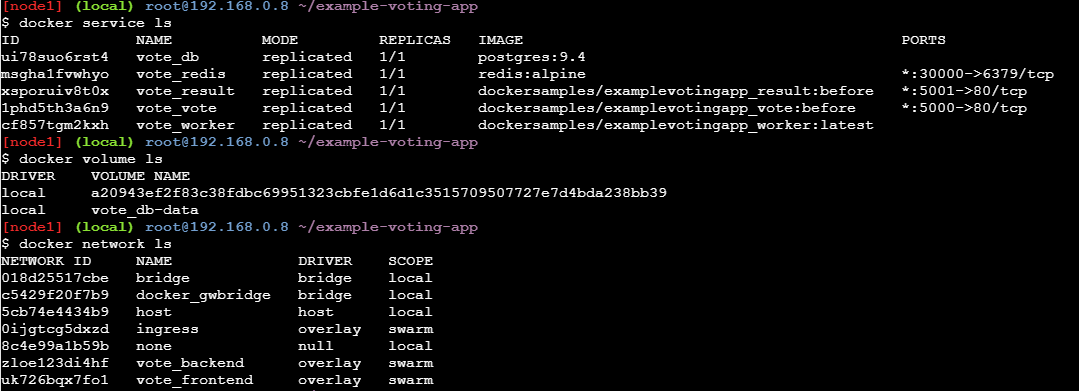 [node1] (local) root@192.168.0.8 ~/example-voting-app
$ docker service ls
ID NAME MODE REPLICAS IMAGE PORTS
ui78suo6rst4 vote_db replicated 1/1 postgres:9.4
msgha1fvwhyo vote_redis replicated 1/1 redis:alpine *:30000->6379/tcp
xsporuiv8t0x vote_result replicated 1/1 dockersamples/examplevotingapp_result:before *:5001->80/tcp
1phd5th3a6n9 vote_vote replicated 1/1 dockersamples/examplevotingapp_vote:before *:5000->80/tcp
cf857tgm2kxh vote_worker replicated 1/1 dockersamples/examplevotingapp_worker:latest
[node1] (local) root@192.168.0.8 ~/example-voting-app
$ docker volume ls
DRIVER VOLUME NAME
local a20943ef2f83c38fdbc69951323cbfe1d6d1c3515709507727e7d4bda238bb39
local vote_db-data
[node1] (local) root@192.168.0.8 ~/example-voting-app
$ docker network ls
NETWORK ID NAME DRIVER SCOPE
018d25517cbe bridge bridge local
c5429f20f7b9 docker_gwbridge bridge local
5cb74e4434b9 host host local
0ijgtcg5dxzd ingress overlay swarm
8c4e99a1b59b none null local
zloe123di4hf vote_backend overlay swarm
uk726bqx7fo1 vote_frontend overlay swarm